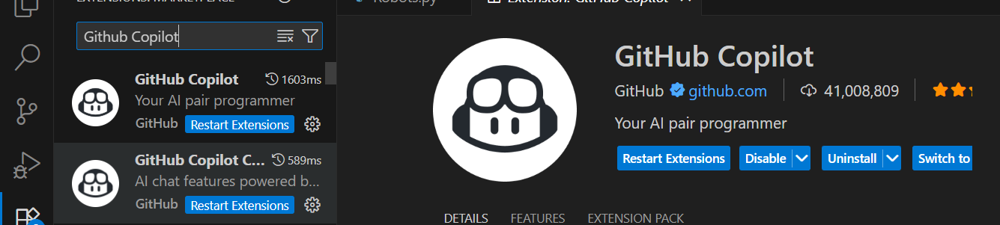 EXTENSIONS: MARKETPLACE
Github Copilot
GitHub Copilot 1603ms
Your AI pair programmer
GitHub Restart Extensions
GitHub Copilot C... 589ms
AI chat features powered b...
GitHub Restart Extensions
Robots.py
Extension: GitHub Copilot
GitHub Copilot
GitHub github.com 41,008,809
Your AI pair programmer
Restart Extensions Disable Uninstall Switch to
DETAILS FEATURES EXTENSION PACK